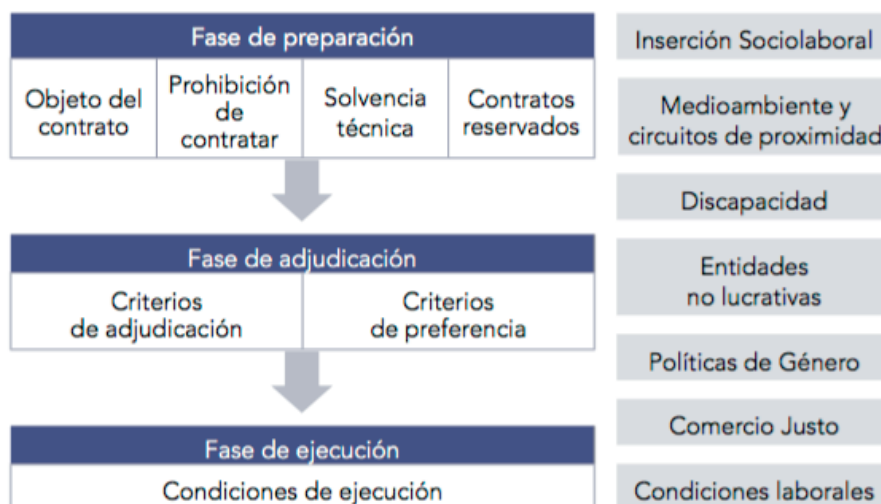 Fase de preparación
Objeto del
contrato
Prohibición
de
contratar
Solvencia
técnica
Contratos
reservados
Fase de adjudicación
Criterios
de adjudicación
Criterios
de preferencia
Fase de ejecución
Condiciones de ejecución
Inserción Sociolaboral
Medioambiente y
circuitos de proximidad
Discapacidad
Entidades
no lucrativas
Políticas de Género
Comercio Justo
Condiciones laborales